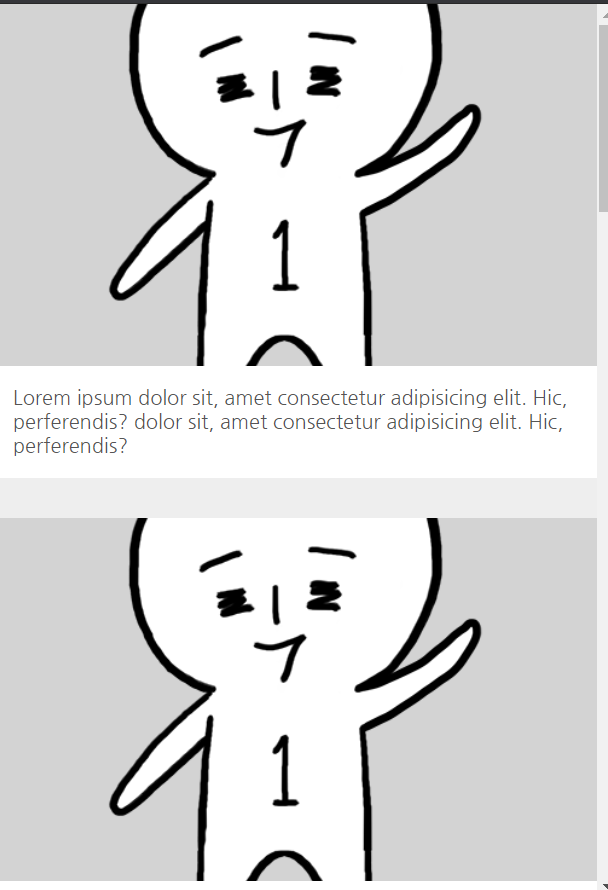 1
Lorem ipsum dolor sit, amet consectetur adipisicing elit. Hic,
perferendis? dolor sit, amet consectetur adipisicing elit. Hic,
perferendis?
1